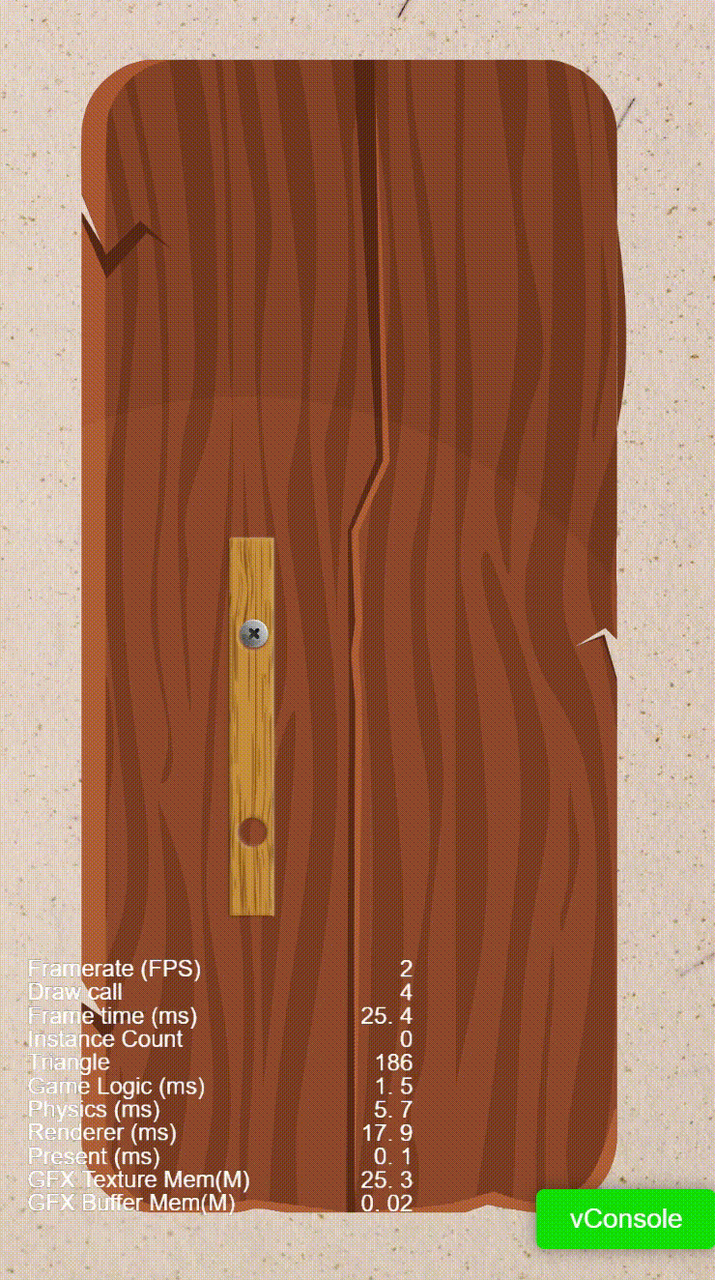 Framerate (FPS) 2
Draw call 4
Frame time (ms) 25.4
Instance Count 0
Triangle 186
Game Logic (ms) 1.5
Physics (ms) 5.7
Renderer (ms) 17.9
Present (ms) 0.1
GFX Texture Mem(M) 25.3
GFX Buffer Mem(M) 0.02
vConsole